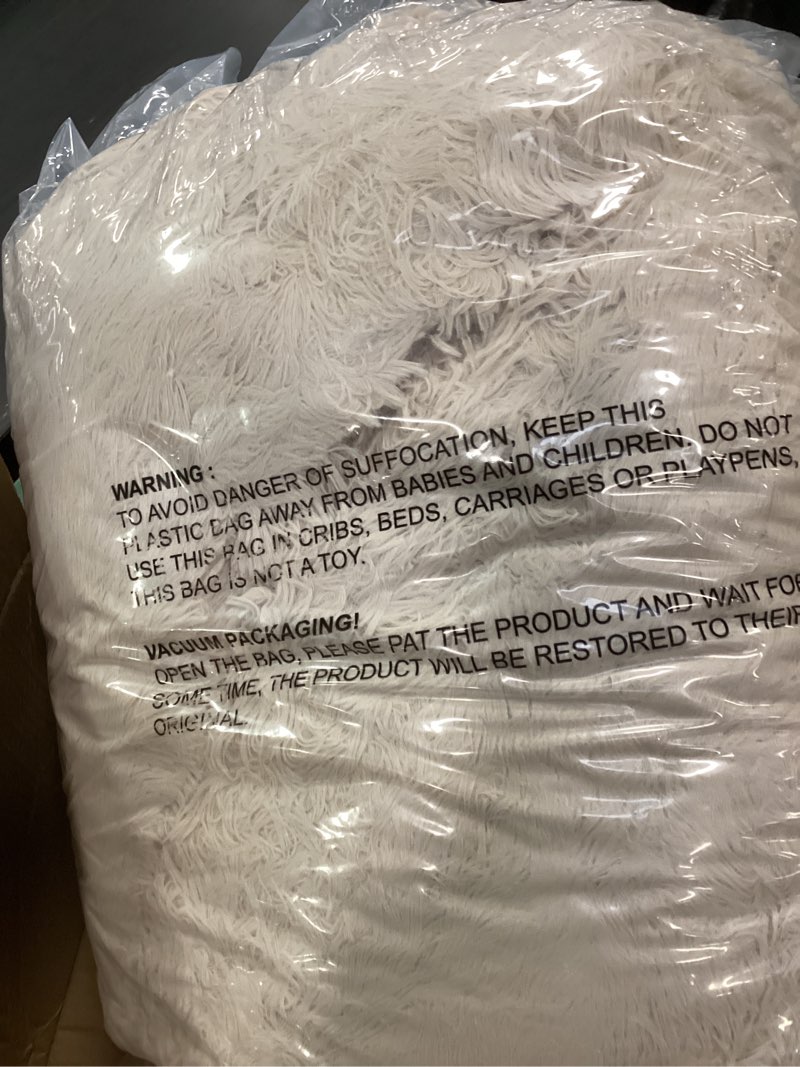 WARNING :
TO AVOID DANGER OF SUFFOCATION, KEEP THIS
PLASTIC BAG AWAY FROM BABIES AND CHILDREN. DO NOT
USE THIS BAG IN CRIBS, BEDS, CARRIAGES OR PLAYPENS,
THIS BAG IS NOT A TOY.
VACUUM PACKAGING!
OPEN THE BAG, PLEASE PAT THE PRODUCT AND WAIT FOR
SOME TIME, THE PRODUCT WILL BE RESTORED TO THEIR
ORIGINAL.